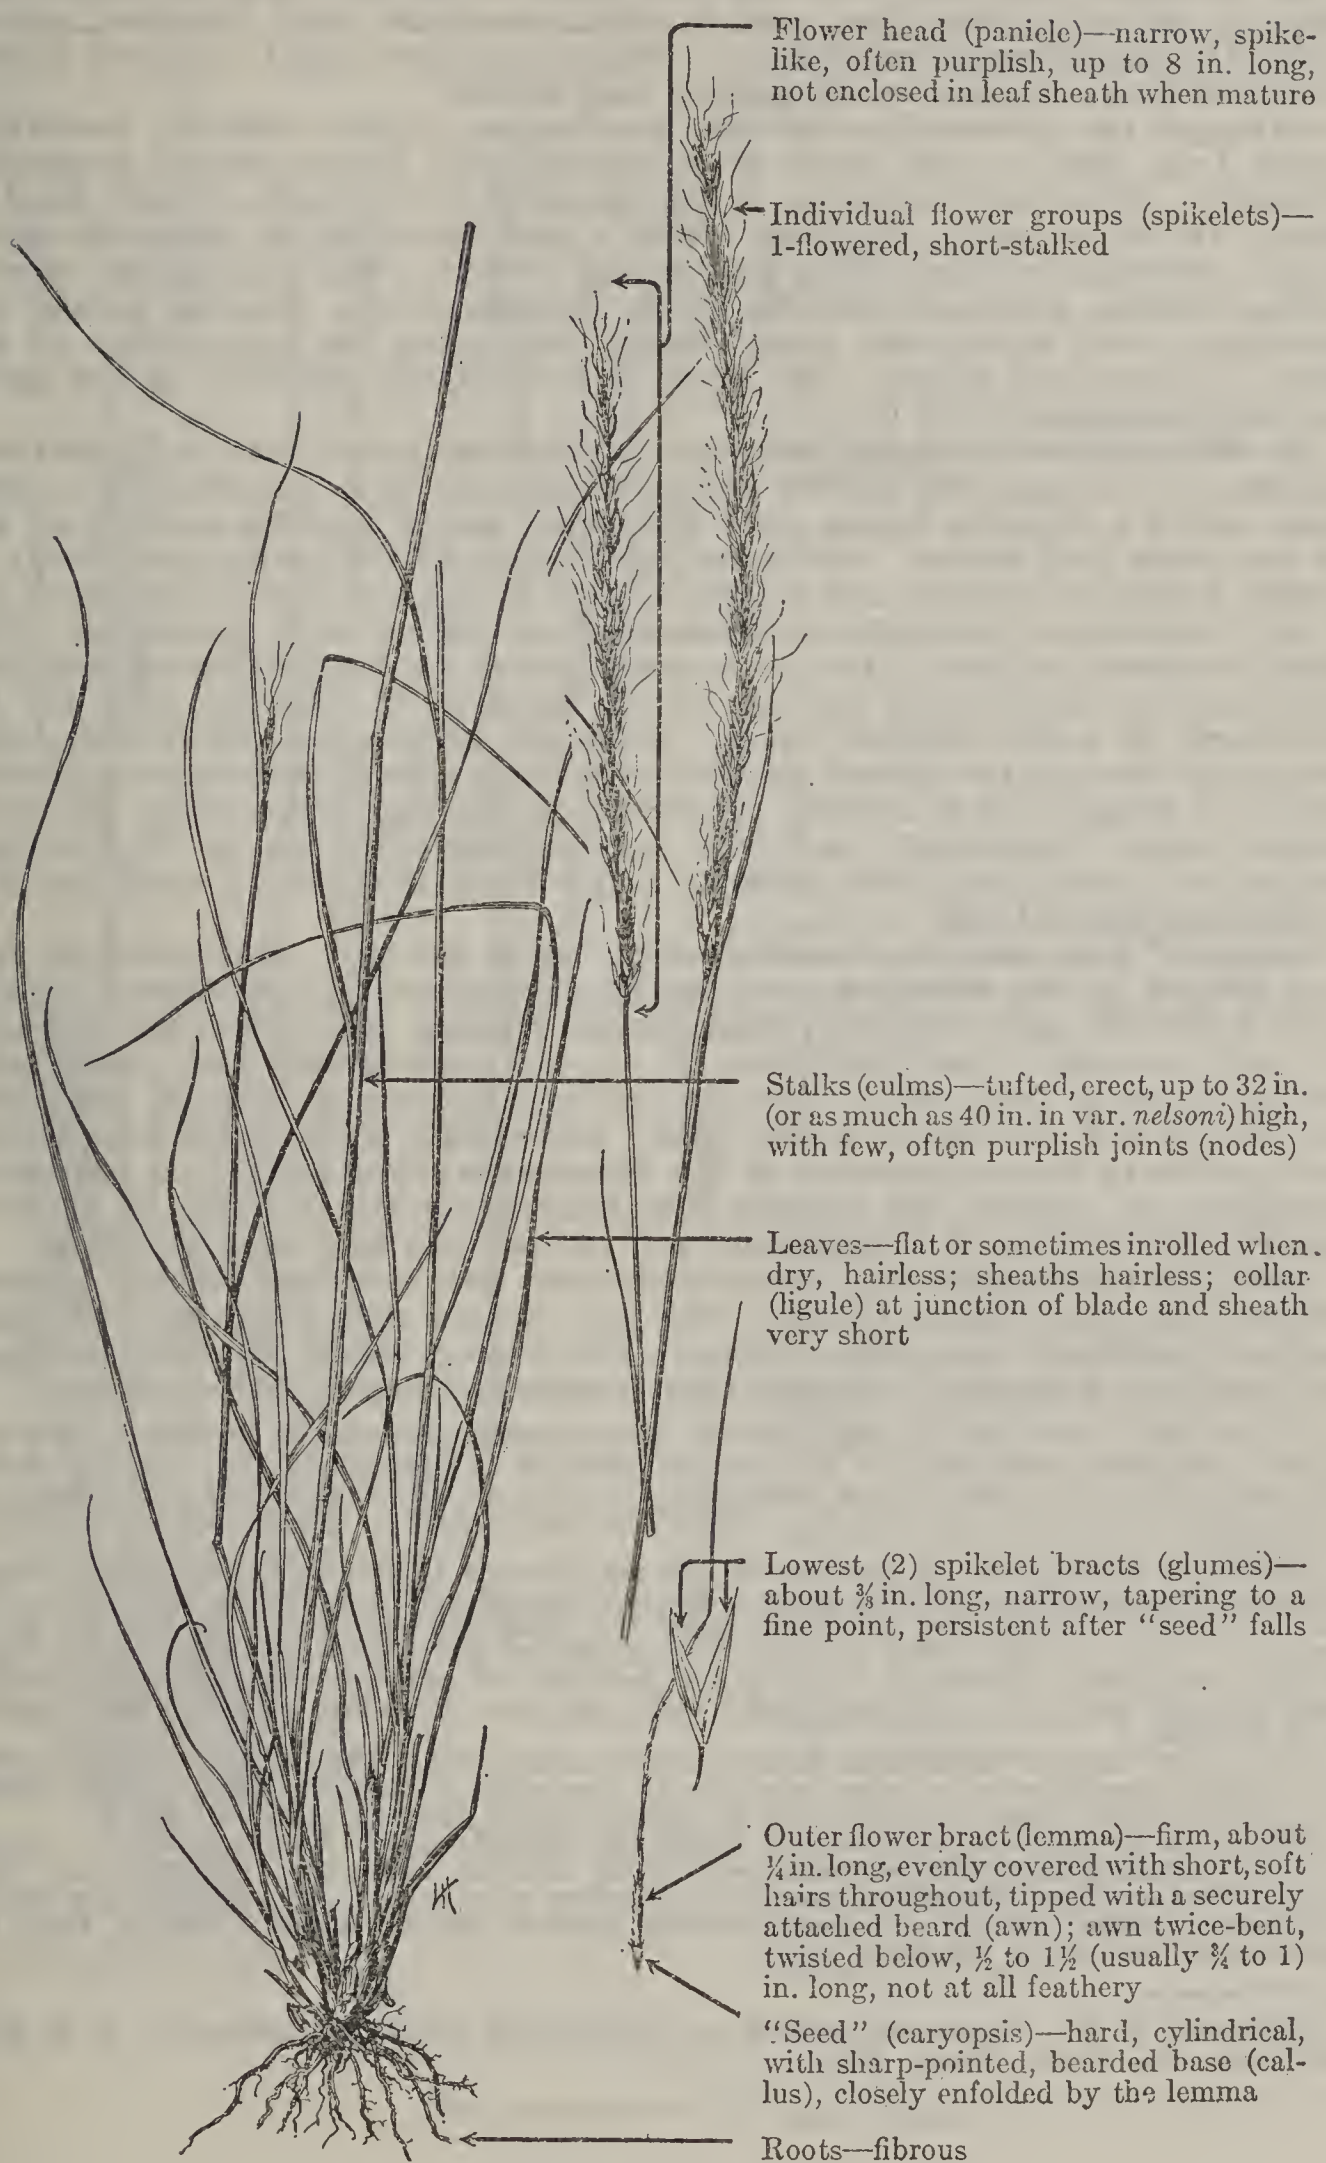 Flower head (panicle)—narrow, spike-
like, often purplish, up to 8 in. long,
not enclosed in leaf sheath when mature
Individual flower groups (spikelets)—
1-flowered, short-stalked
Stalks (culms)—tufted, erect, up to 32 in.
(or as much as 40 in. in var. nelsoni) high,
with few, often purplish joints (nodes)
Leaves—flat or sometimes inrolled when
dry, hairless; sheaths hairless; collar
(ligule) at junction of blade and sheath
very short
Lowest (2) spikelet bracts (glumes)—
about ⅜ in. long, narrow, tapering to a
fine point, persistent after "seed" falls
Outer flower bract (lemma)—firm, about
¼ in. long, evenly covered with short, soft
hairs throughout, tipped with a securely
attached beard (awn); awn twice-bent,
twisted below, ½ to 1½ (usually ¾ to 1)
in. long, not at all feathery
"Seed" (caryopsis)—hard, cylindrical,
with sharp-pointed, bearded base (cal-
lus), closely enfolded by the lemma
Roots—fibrous